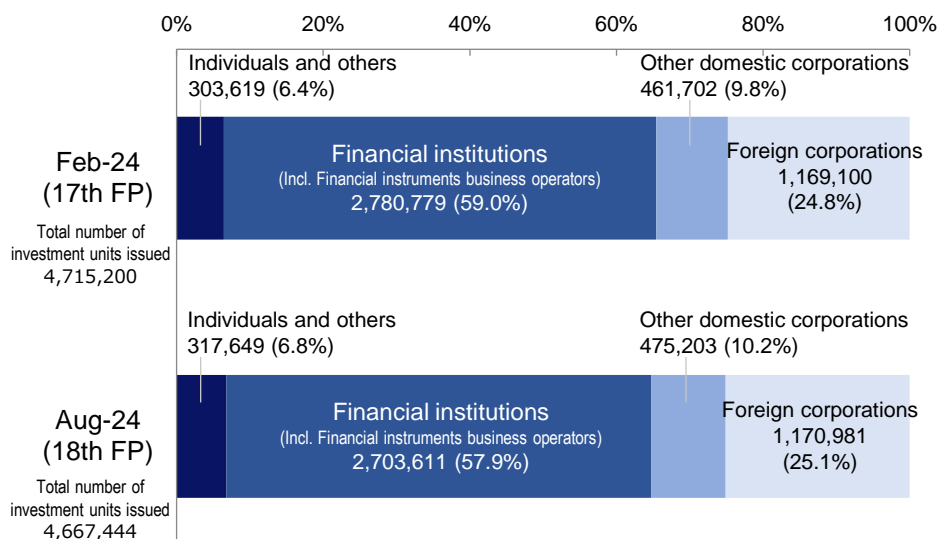 0%
20%
40%
60%
80%
100%
Individuals and others
303,619 (6.4%)
Other domestic corporations
461,702 (9.8%)
Feb-24
(17th FP)
Total number of
investment units issued
4,715,200
Financial institutions
(Incl. Financial instruments business operators)
2,780,779 (59.0%)
Foreign corporations
1,169,100
(24.8%)
Individuals and others
317,649 (6.8%)
Other domestic corporations
475,203 (10.2%)
Aug-24
(18th FP)
Total number of
investment units issued
4,667,444
Financial institutions
(Incl. Financial instruments business operators)
2,703,611 (57.9%)
Foreign corporations
1,170,981
(25.1%)